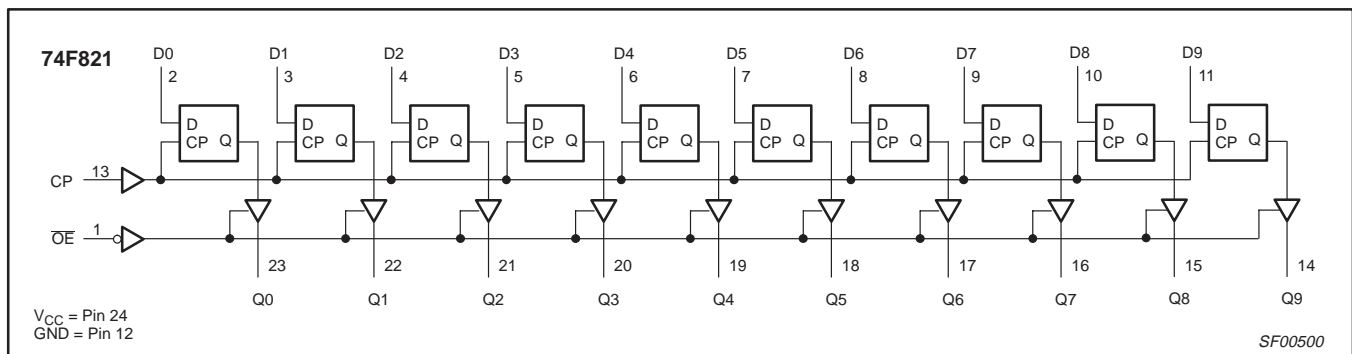 74F821
D0 D1 D2 D3 D4 D5 D6 D7 D8 D9
2 3 4 5 6 7 8 9 10 11
D D D D D D D D D D
CP Q CP Q CP Q CP Q CP Q CP Q CP Q CP Q CP Q CP Q
CP 13
OE 1
23 22 21 20 19 18 17 16 15 14
Q0 Q1 Q2 Q3 Q4 Q5 Q6 Q7 Q8 Q9
VCC = Pin 24
GND = Pin 12
SF00500